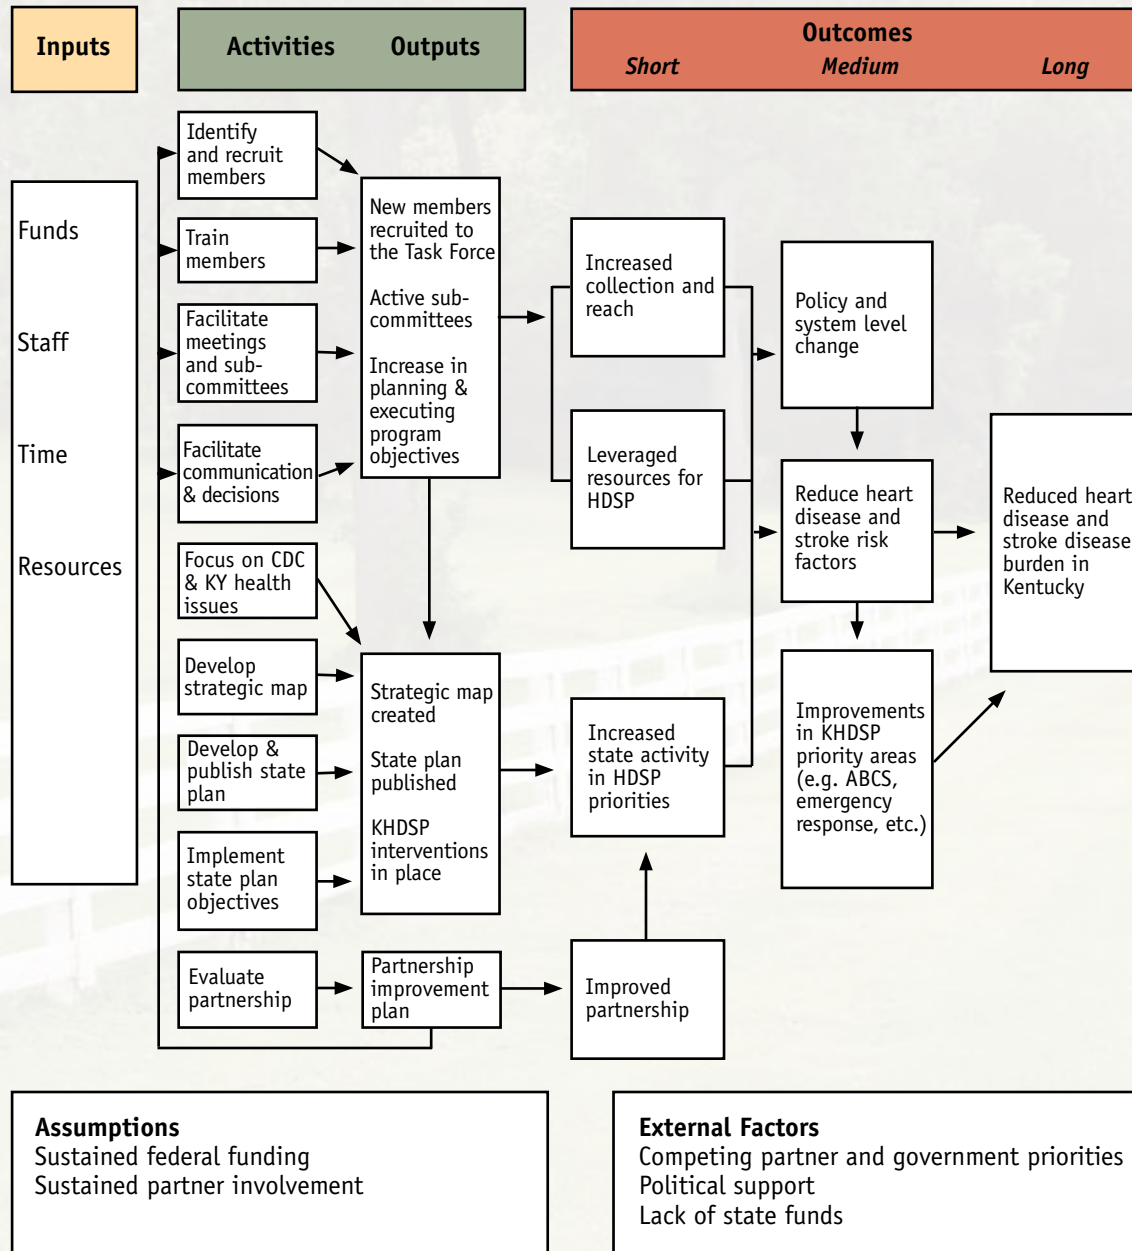 Inputs
Activities
Outputs
Outcomes
Short
Medium
Long
Funds
Staff
Time
Resources
Identify
and recruit
members
Train
members
Facilitate
meetings
and sub-
committees
Facilitate
communication
& decisions
Focus on CDC
& KY health
issues
Develop
strategic map
Develop &
publish state
plan
Implement
state plan
objectives
Evaluate
partnership
New members
recruited to
the Task Force
Active sub-
committees
Increase in
planning &
executing
program
objectives
Strategic map
created
State plan
published
KHDSP
interventions
in place
Partnership
improvement
plan
Increased
collection and
reach
Leveraged
resources for
HDSP
Increased
state activity
in HDSP
priorities
Improved
partnership
Policy and
system level
change
Reduce heart
disease and
stroke risk
factors
Improvements
in KHDSP
priority areas
(e.g. ABCS,
emergency
response, etc.)
Reduced heart
disease and
stroke disease
burden in
Kentucky
Assumptions
Sustained federal funding
Sustained partner involvement
External Factors
Competing partner and government priorities
Political support
Lack of state funds